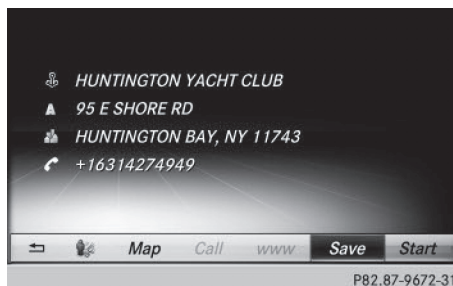 HUNTINGTON YACHT CLUB
A 95 E SHORE RD
HUNTINGTON BAY, NY 11743
+16314274949
Map Call www Save Start
P82.87-9672-31